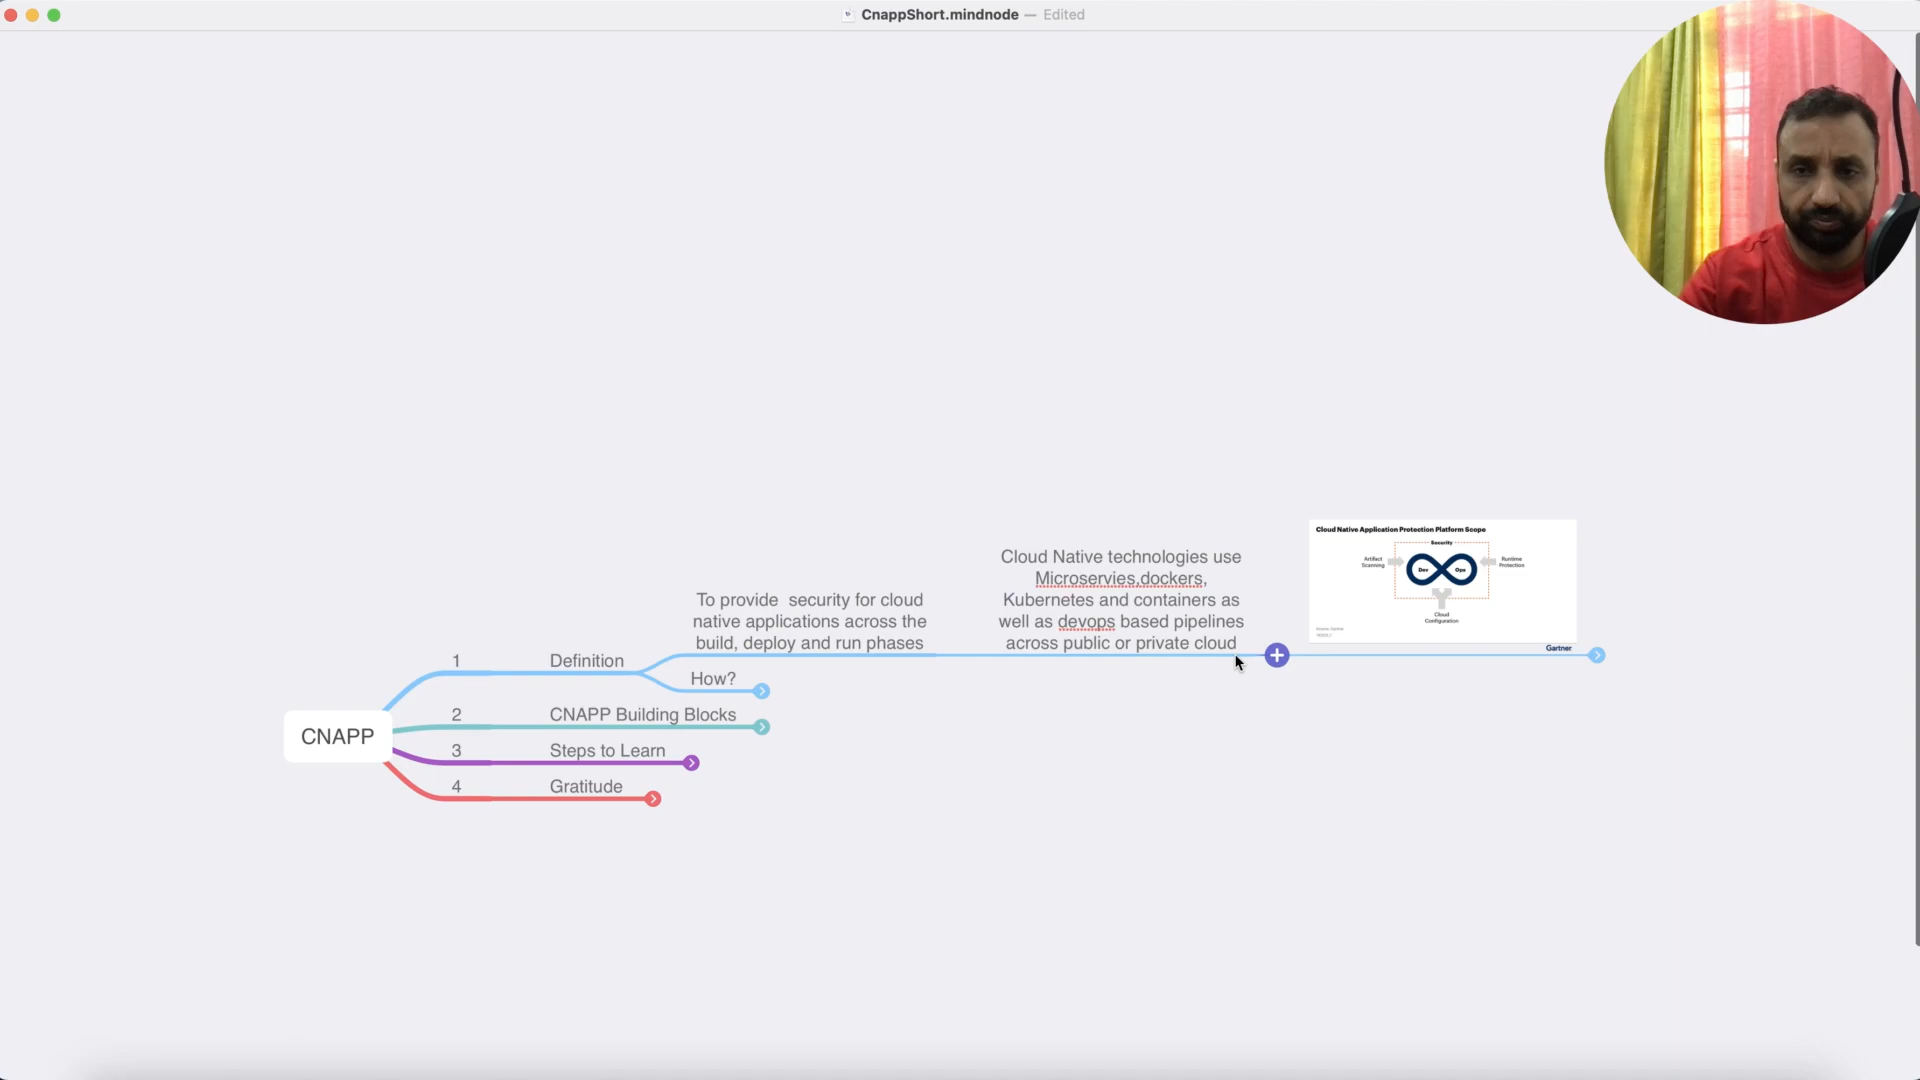 CnappShort.mindnode — Edited
Cloud Native Application Protection Platform Scope
Security
Artifact
Scanning
Dev
Ops
Runtime
Protection
Cloud
Configuration
Gartner
Cloud Native technologies use
Microservies,dockers,
Kubernetes and containers as
well as devops based pipelines
across public or private cloud
To provide  security for cloud
native applications across the
build, deploy and run phases
1 Definition
How?
2 CNAPP Building Blocks
CNAPP
3 Steps to Learn
4 Gratitude